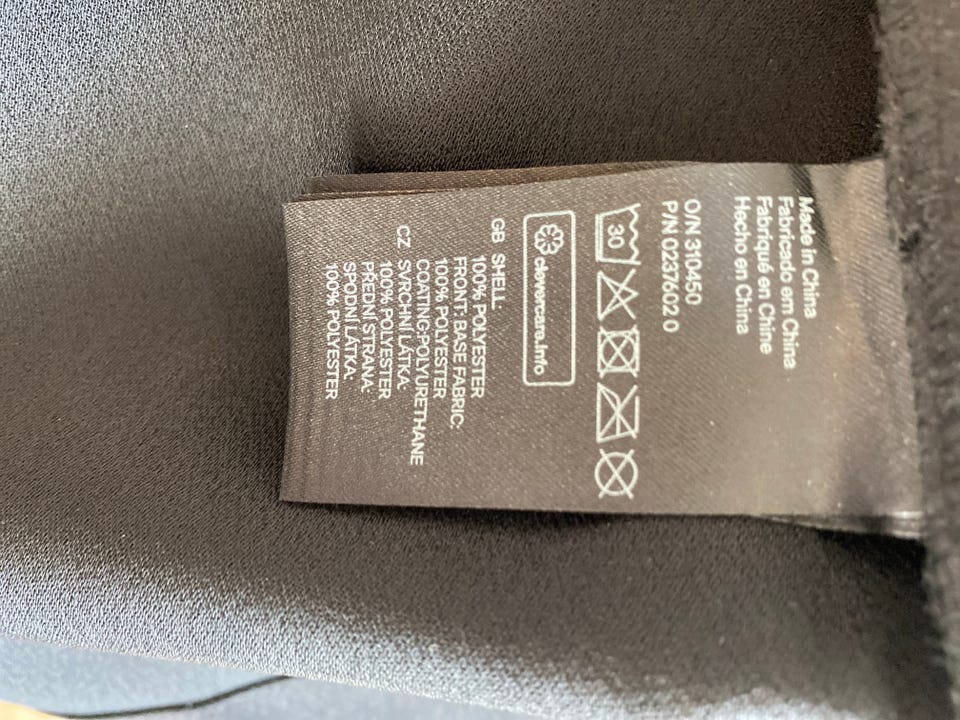 Made in China
Fabricado em China
Fabriqué en Chine
Hecho en China
O/N 310450
P/N 0237602 0
30
clevercare.info
GB SHELL
100% POLYESTER
FRONT: BASE FABRIC:
100% POLYESTER
COATING:POLYURETHANE
CZ SVRCHNÍ LÁTKA:
100% POLYESTER
PŘEDNÍ STRANA:
SPODNÍ LÁTKA:
100% POLYESTER